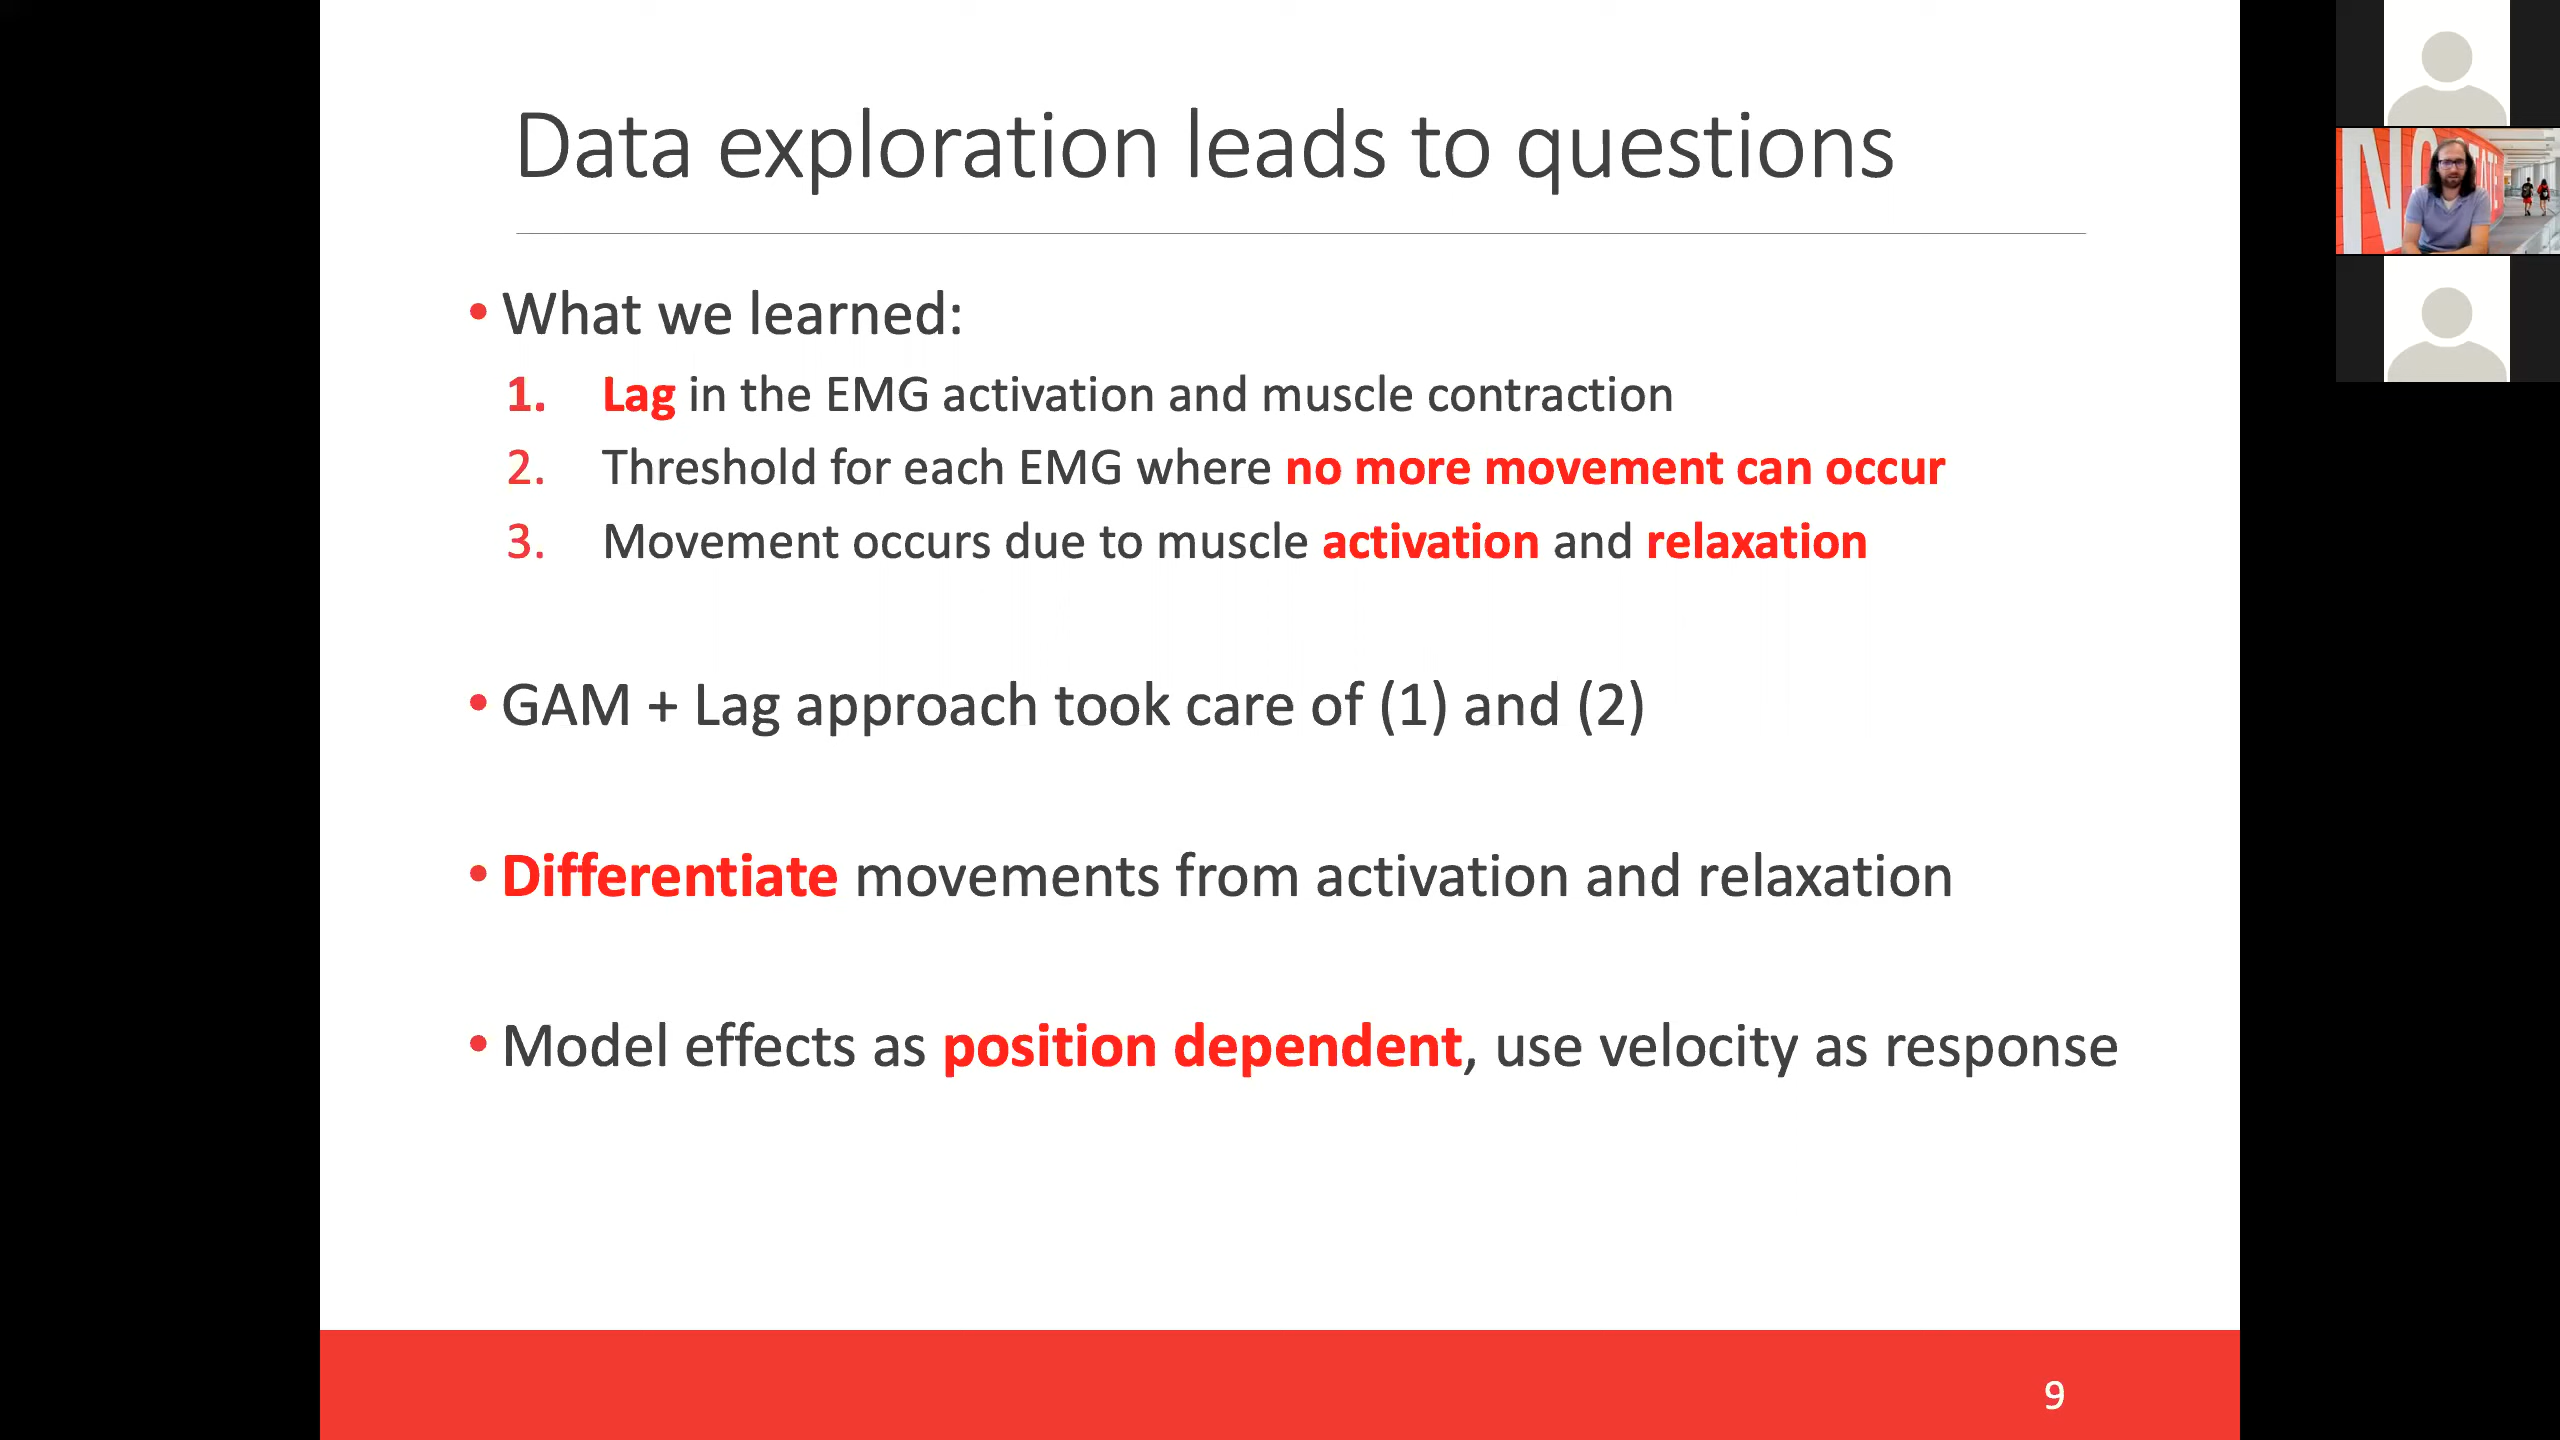 Data exploration leads to questions
• What we learned:
1. Lag in the EMG activation and muscle contraction
2. Threshold for each EMG where no more movement can occur
3. Movement occurs due to muscle activation and relaxation
• GAM + Lag approach took care of (1) and (2)
• Differentiate movements from activation and relaxation
• Model effects as position dependent, use velocity as response
9